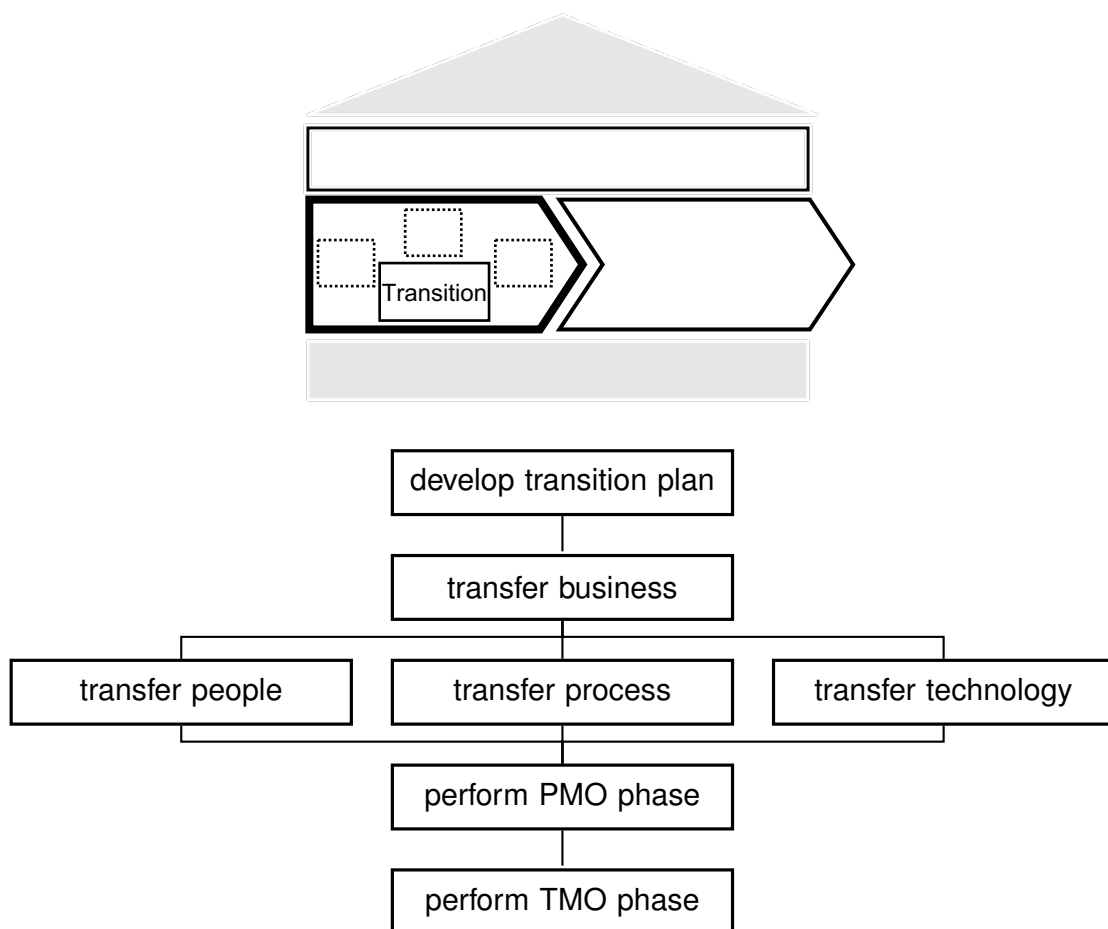 Transition
develop transition plan
transfer business
transfer people
transfer process
transfer technology
perform PMO phase
perform TMO phase